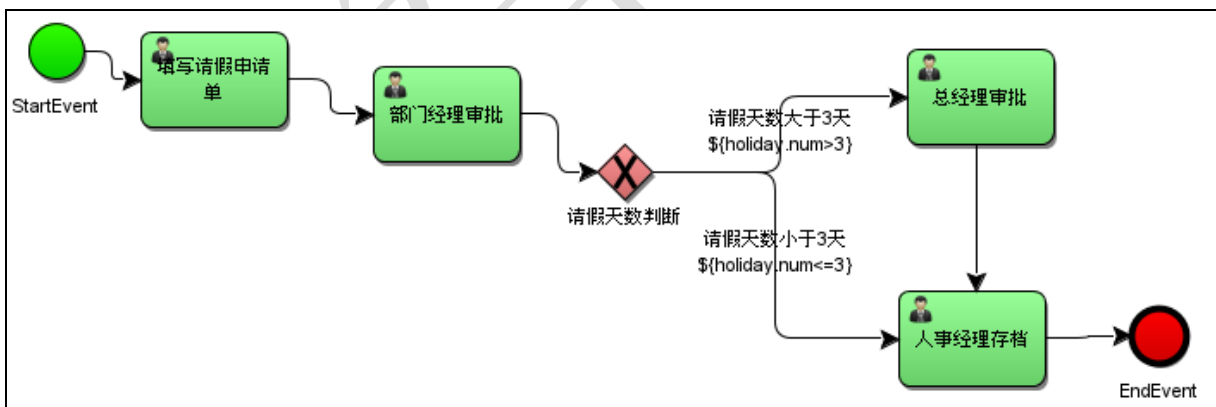 StartEvent
填写请假申请
单
部门经理审批
请假天数判断
请假天数大于3天
${holiday.num>3}
总经理审批
请假天数小于3天
${holiday.num<=3}
人事经理存档
EndEvent